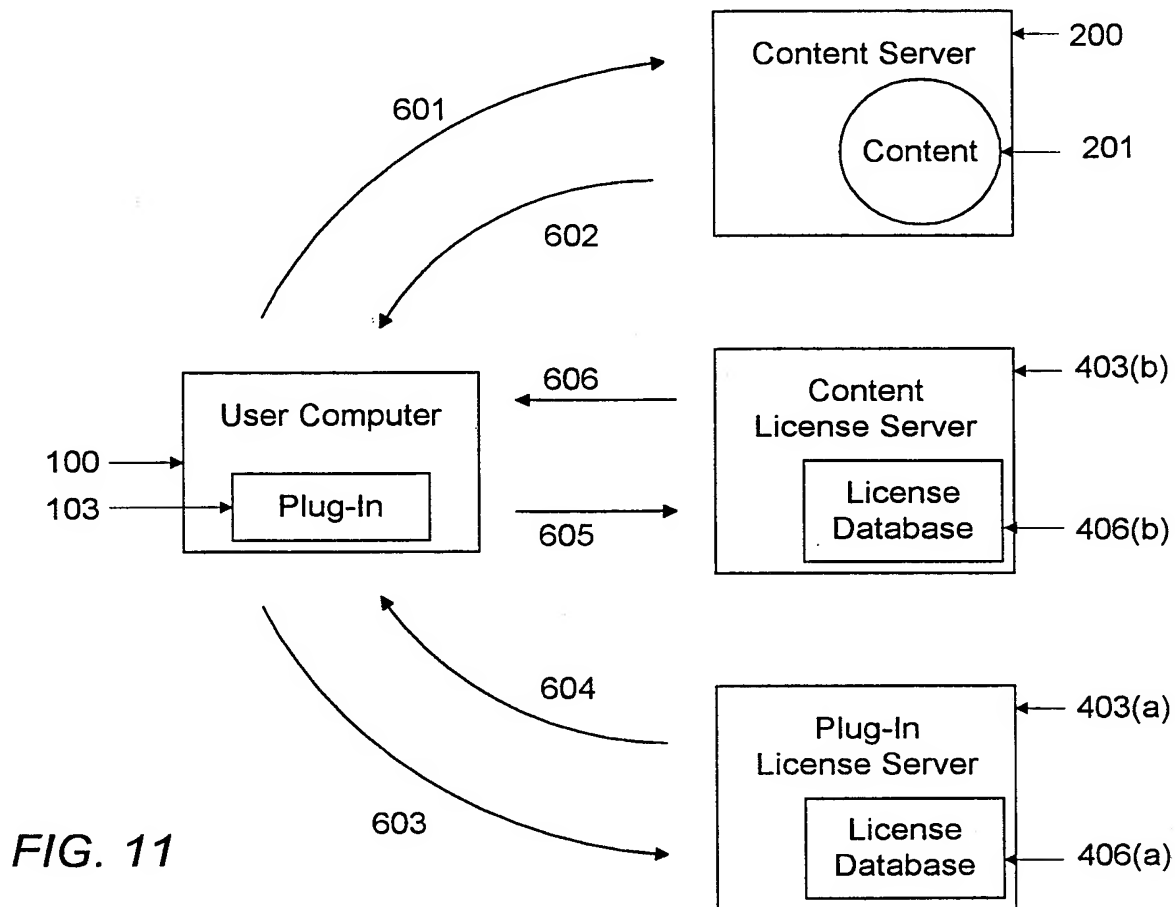 200
Content Server
601
Content
201
602
403(b)
606
Content
License Server
User Computer
100
License
Database
103
Plug-In
605
406(b)
604
403(a)
Plug-In
License Server
603
License
Database
406(a)
FIG. 11